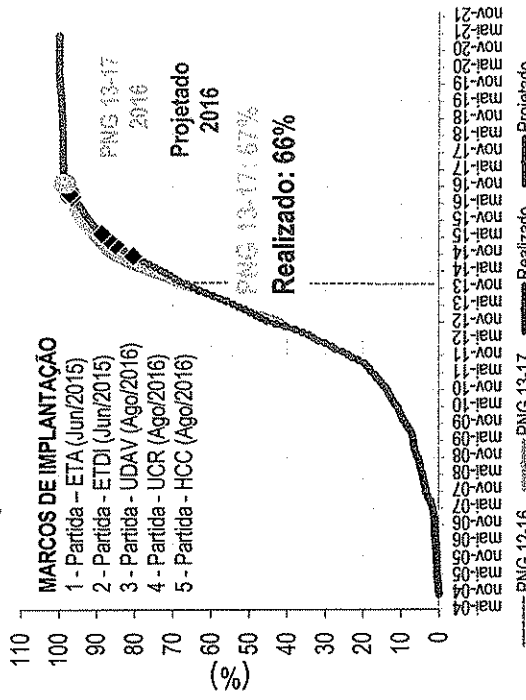 MARCOS DE IMPLANTAÇÃO
1 - Partida – ETA (Jun/2015)
2 - Partida - ETDI (Jun/2015)
3 - Partida - UDAV (Ago/2016)
4 - Partida - UCR (Ago/2016)
5 - Partida - HCC (Ago/2016)
PNG 13-17
2016
Projetado
2016
PNG 13-17: 67%
Realizado: 66%
(%)
110
100
90
80
70
60
50
40
30
20
10
0
mai-04
nov-04
mai-05
nov-05
mai-06
nov-06
mai-07
nov-07
mai-08
nov-08
mai-09
nov-09
mai-10
nov-10
mai-11
nov-11
mai-12
nov-12
mai-13
nov-13
mai-14
nov-14
mai-15
nov-15
mai-16
nov-16
mai-17
nov-17
mai-18
nov-18
mai-19
nov-19
mai-20
nov-20
mai-21
nov-21
PNG 12-16
PNG 13-17
Realizado
Projetado